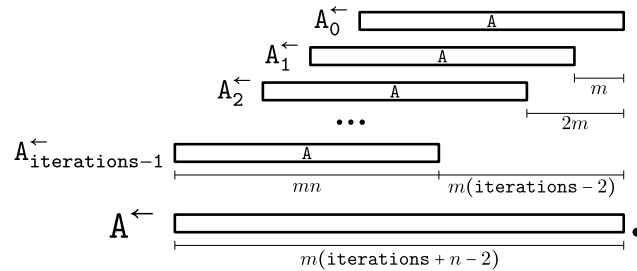 A₀^← A
A₁^← A
m
A₂^← A
2m
...
A^←_{iterations−1} A
mn m(iterations−2)
A^← .
m(iterations+n−2)